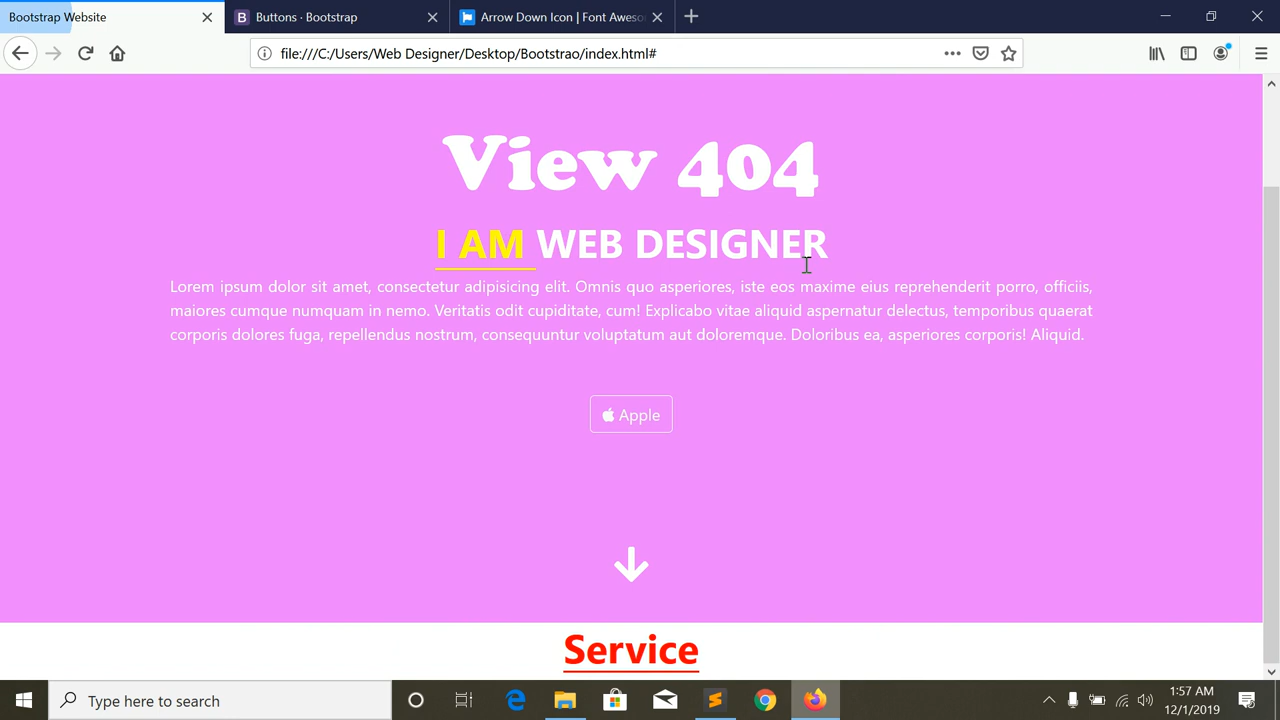 Bootstrap Website
Buttons · Bootstrap
Arrow Down Icon | Font Aweso
file:///C:/Users/Web Designer/Desktop/Bootstrao/index.html#
View 404
I AM WEB DESIGNER
Lorem ipsum dolor sit amet, consectetur adipisicing elit. Omnis quo asperiores, iste eos maxime eius reprehenderit porro, officiis,
maiores cumque numquam in nemo. Veritatis odit cupiditate, cum! Explicabo vitae aliquid aspernatur delectus, temporibus quaerat
corporis dolores fuga, repellendus nostrum, consequuntur voluptatum aut doloremque. Doloribus ea, asperiores corporis! Aliquid.
Apple
Service
Type here to search
1:57 AM
12/1/2019